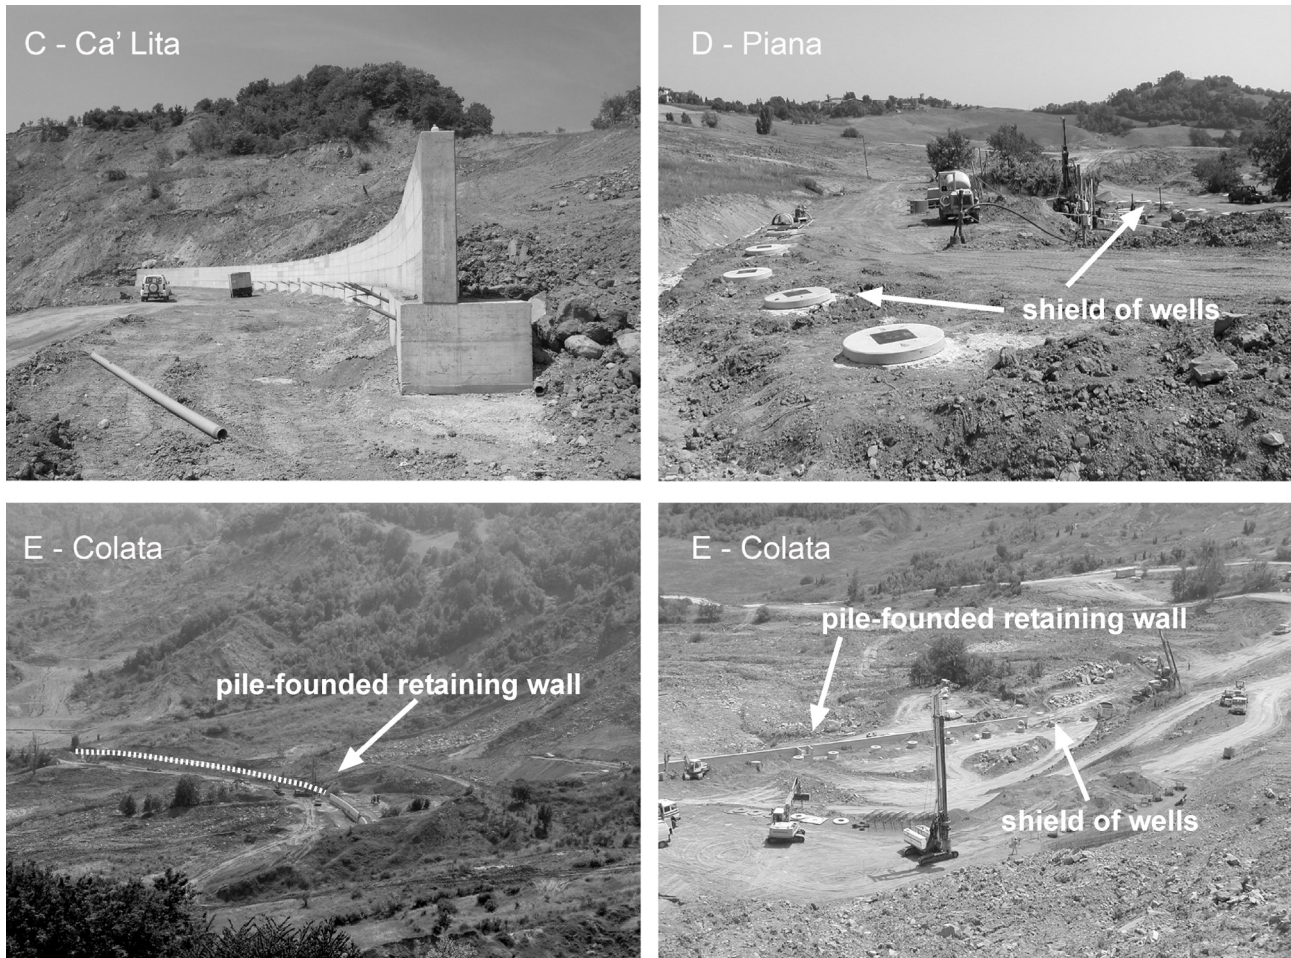 C - Ca' Lita
D - Piana
shield of wells
E - Colata
pile-founded retaining wall
E - Colata
pile-founded retaining wall
shield of wells